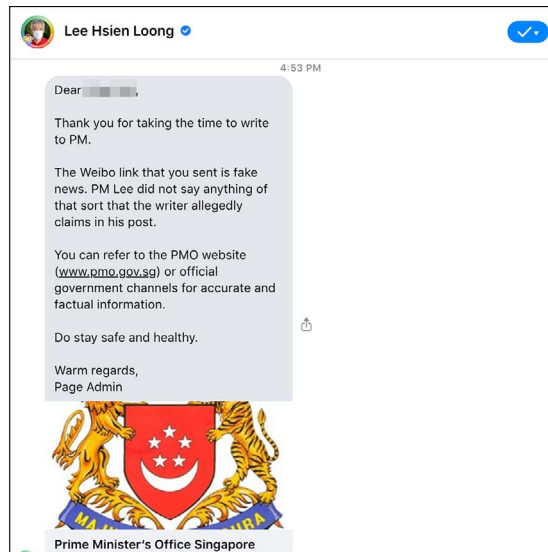 Lee Hsien Loong
4:53 PM
Dear ,
Thank you for taking the time to write
to PM.
The Weibo link that you sent is fake
news. PM Lee did not say anything of
that sort that the writer allegedly
claims in his post.
You can refer to the PMO website
(www.pmo.gov.sg) or official
government channels for accurate and
factual information.
Do stay safe and healthy.
Warm regards,
Page Admin
Prime Minister's Office Singapore